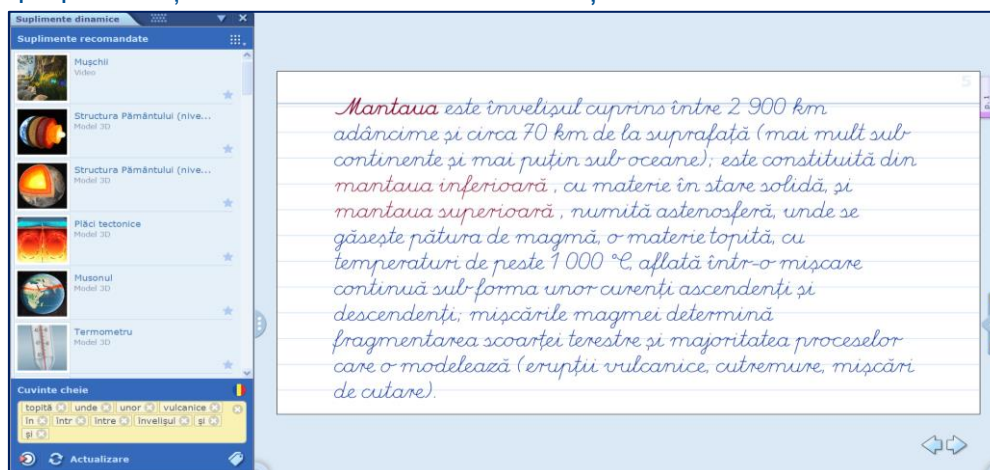 Suplimente dinamice
Suplimente recomandate
Mușchii
Video
Structura Pământului (nive...
Model 3D
Structura Pământului (nive...
Model 3D
Plăci tectonice
Model 3D
Musonul
Model 3D
Termometru
Model 3D
Cuvinte cheie
topită unde unor vulcanice
în într între învelișul și
și
Actualizare
5
Mantaua este învelișul cuprins între 2 900 km
adâncime și circa 70 km de la suprafață (mai mult sub
continente și mai puțin sub oceane); este constituită din
mantaua inferioară, cu materie în stare solidă, și
mantaua superioară, numită astenosferă, unde se
găsește pătura de magmă, o materie topită, cu
temperaturi de peste 1 000 °C, aflată într-o mișcare
continuă sub forma unor curenți ascendenți și
descendenți; mișcările magmei determină
fragmentarea scoarței terestre și majoritatea proceselor
care o modelează (erupții vulcanice, cutremure, mișcări
de cutare).